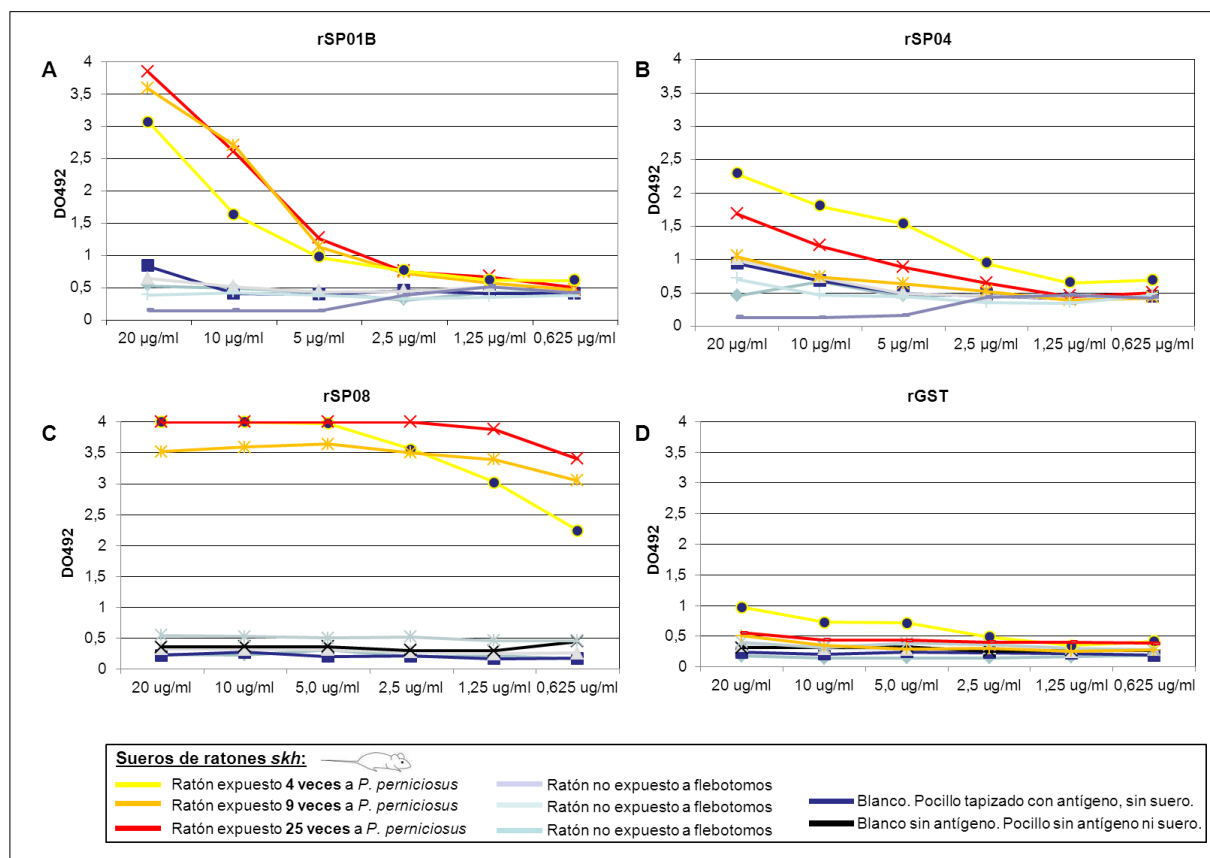 rSP01B
A
DO492
4
3,5
3
2,5
2
1,5
1
0,5
0
20 µg/ml 10 µg/ml 5 µg/ml 2,5 µg/ml 1,25 µg/ml 0,625 µg/ml
rSP04
B
DO492
4
3,5
3
2,5
2
1,5
1
0,5
0
20 µg/ml 10 µg/ml 5 µg/ml 2,5 µg/ml 1,25 µg/ml 0,625 µg/ml
rSP08
C
DO492
4
3,5
3
2,5
2
1,5
1
0,5
0
20 ug/ml 10 ug/ml 5,0 ug/ml 2,5 ug/ml 1,25 ug/ml 0,625 ug/ml
rGST
D
DO492
4
3,5
3
2,5
2
1,5
1
0,5
0
20 ug/ml 10 ug/ml 5,0 ug/ml 2,5 ug/ml 1,25 ug/ml 0,625 ug/ml
Sueros de ratones skh:
Ratón expuesto 4 veces a P. perniciosus
Ratón expuesto 9 veces a P. perniciosus
Ratón expuesto 25 veces a P. perniciosus
Ratón no expuesto a flebotomos
Ratón no expuesto a flebotomos
Ratón no expuesto a flebotomos
Blanco. Pocillo tapizado con antígeno, sin suero.
Blanco sin antígeno. Pocillo sin antígeno ni suero.